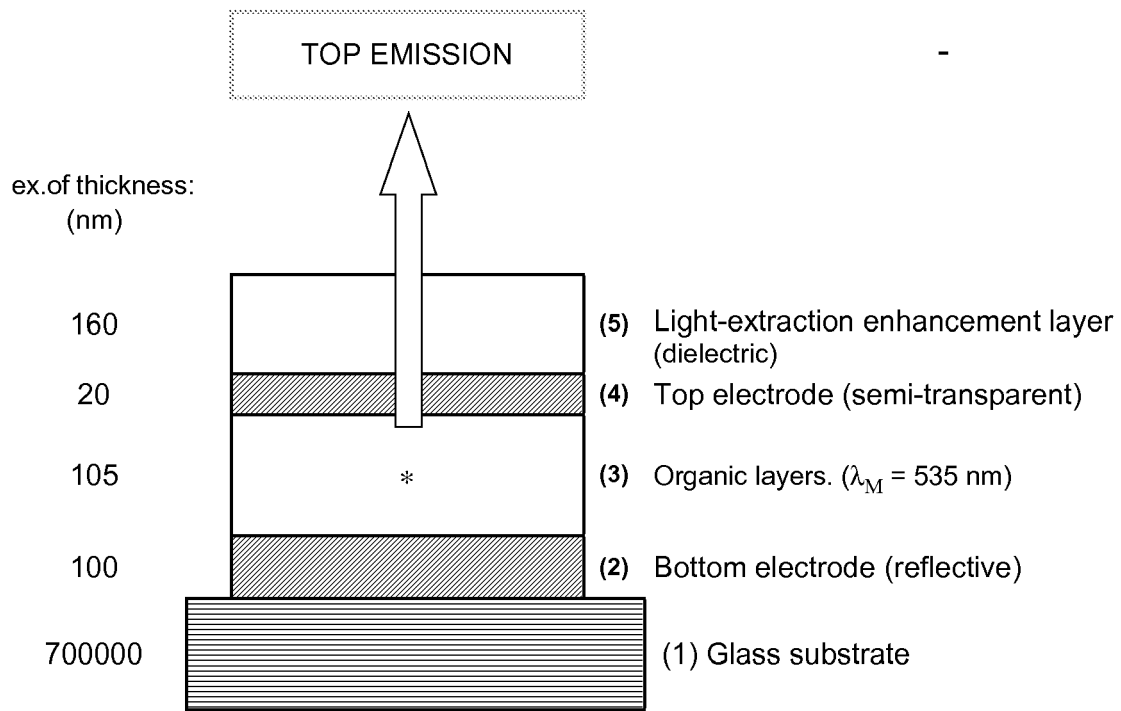 TOP EMISSION
-
ex.of thickness:
(nm)
160 (5) Light-extraction enhancement layer
(dielectric)
20 (4) Top electrode (semi-transparent)
105 * (3) Organic layers. (λM = 535 nm)
100 (2) Bottom electrode (reflective)
700000 (1) Glass substrate